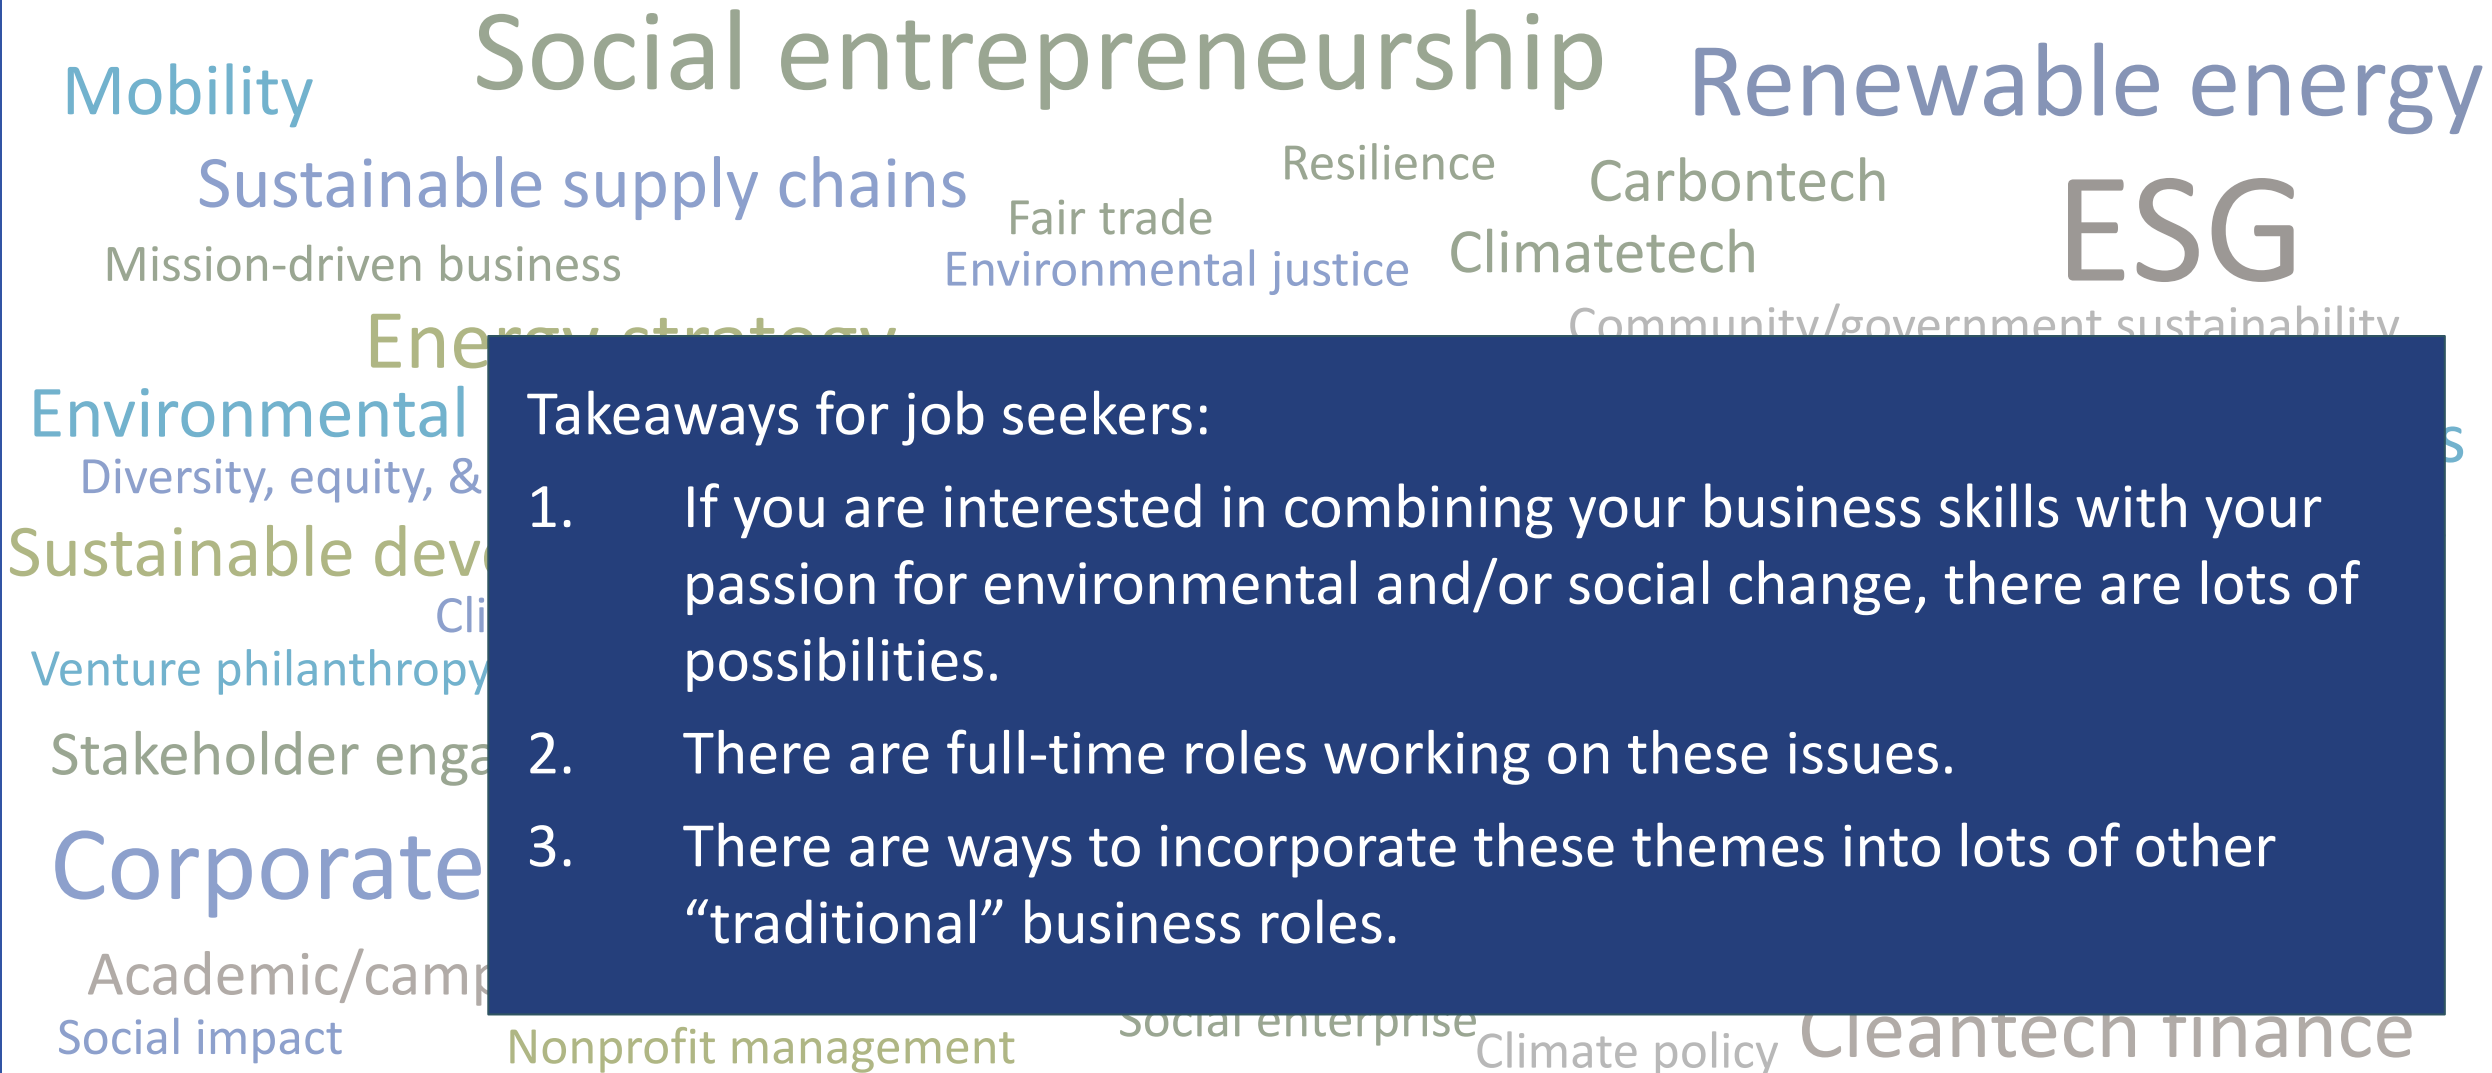 Social entrepreneurship
Mobility
Renewable energy
Resilience
Sustainable supply chains
Carbontech
Fair trade
ESG
Mission-driven business
Environmental justice
Climatetech
Community/government sustainability
Energy strategy
Environmental
Diversity, equity, &
Sustainable
Venture philanthropy
Stakeholder
Corporate
Takeaways for job seekers:
1. If you are interested in combining your business skills with your
passion for environmental and/or social change, there are lots of
possibilities.
2. There are full-time roles working on these issues.
3. There are ways to incorporate these themes into lots of other
“traditional” business roles.
Social impact
Nonprofit management
Social enterprise
Climate policy
Cleantech finance